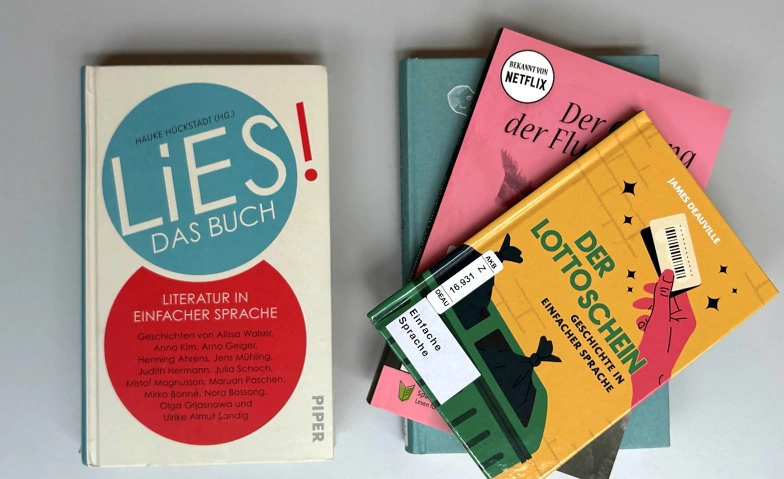 HAUKE HÜCKSTÄDT (HG.)
LiES!
DAS BUCH
LITERATUR IN
EINFACHER SPRACHE
Geschichten von Alissa Walser,
Anna Kim, Arno Geiger,
Henning Ahrens, Jens Mühling,
Judith Hermann, Julia Schoch,
Kristof Magnusson, Maruan Paschen,
Mirko Bonné, Nora Bossong,
Olga Grjasnowa und
Ulrike Almut Sandig
PIPER
BEKANNT VON
NETFLIX
Der
der
JAMES DEAUVILLE
DER
LOTTOSCHEIN
GESCHICHTE IN
EINFACHER SPRACHE
AKB
16.931 Z
DEAU
Einfache
Sprache